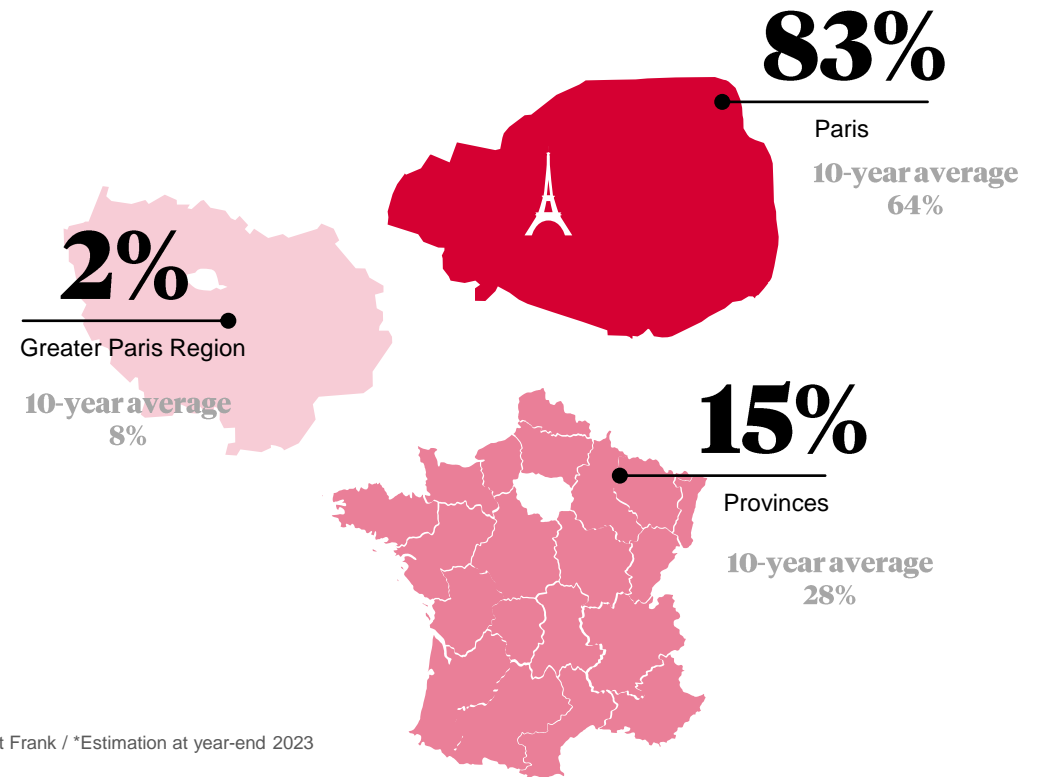 83%
Paris
10-year average
64%
2%
Greater Paris Region
10-year average
8%
15%
Provinces
10-year average
28%
Frank / *Estimation at year-end 2023